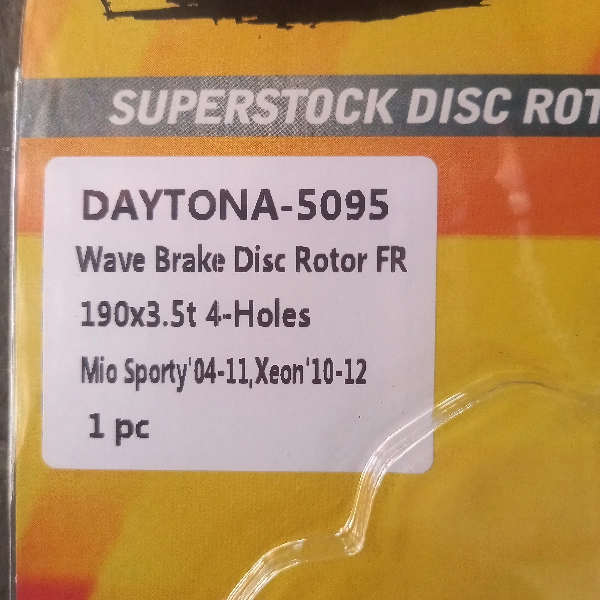 SUPERSTOCK DISC ROT
DAYTONA-5095
Wave Brake Disc Rotor FR
190x3.5t 4-Holes
Mio Sporty'04-11,Xeon'10-12
1 pc